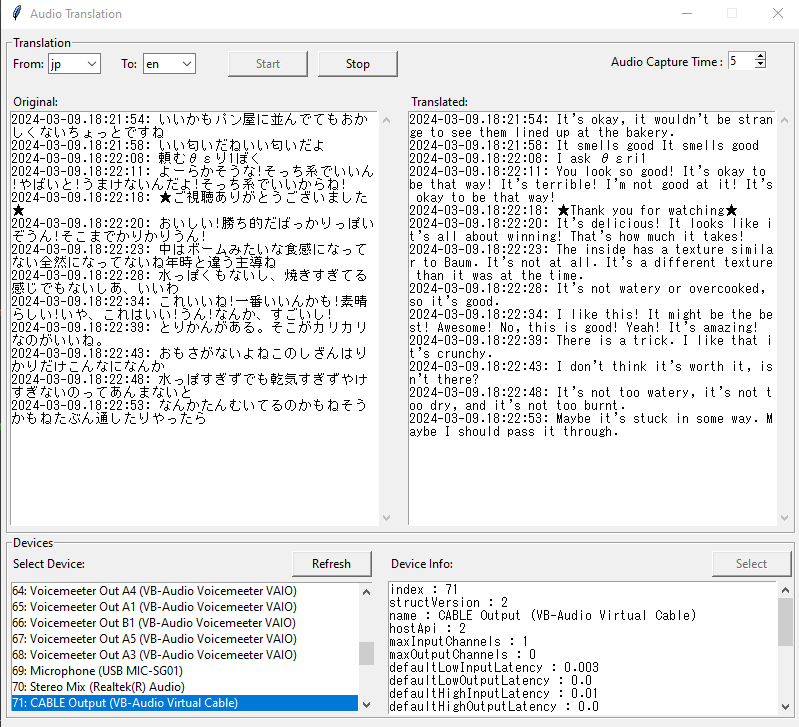 Audio Translation
Translation
From: jp To: en Start Stop Audio Capture Time : 5
Original:
2024-03-09.18:21:54: いいかもパン屋に並んでてもおか
しくないちょっとですね
2024-03-09.18:21:58: いい匂いだねいい匂いだよ
2024-03-09.18:22:08: 頼むθεり1ぼく
2024-03-09.18:22:11: よーらかそうな!そっち系でいいん
!やばいと!うまけないんだよ!そっち系でいいからね!
2024-03-09.18:22:18: ★ご視聴ありがとうございました
★
2024-03-09.18:22:20: おいしい!勝ち的だばっかりっぽい
ぞうん!そこまでかりかりうん!
2024-03-09.18:22:23: 中はボームみたいな食感になって
ない全然になってないね年時と違う主導ね
2024-03-09.18:22:28: 水っぽくもないし、焼きすぎてる
感じでもないしあ、いいわ
2024-03-09.18:22:34: これいいね!一番いいんかも!素晴
らしい!いや、これはいい!うん!なんか、すごいし!
2024-03-09.18:22:39: とりかんがある。そこがカリカリ
なのがいいね。
2024-03-09.18:22:43: おもさがないよねこのしぎんはり
かりだけこんなになんか
2024-03-09.18:22:48: 水っぽすぎずでも乾気すぎずやけ
すぎないのってあんまないと
2024-03-09.18:22:53: なんかたんむいてるのかもねそう
かもねたぶん通したりやったら
Translated:
2024-03-09.18:21:54: It's okay, it wouldn't be stran
ge to see them lined up at the bakery.
2024-03-09.18:21:58: It smells good It smells good
2024-03-09.18:22:08: I ask θεril
2024-03-09.18:22:11: You look so good! It's okay to
be that way! It's terrible! I'm not good at it! It's
okay to be that way!
2024-03-09.18:22:18: ★Thank you for watching★
2024-03-09.18:22:20: It's delicious! It looks like i
t's all about winning! That's how much it takes!
2024-03-09.18:22:23: The inside has a texture simila
r to Baum. It's not at all. It's a different texture
than it was at the time.
2024-03-09.18:22:28: It's not watery or overcooked,
so it's good.
2024-03-09.18:22:34: I like this! It might be the be
st! Awesome! No, this is good! Yeah! It's amazing!
2024-03-09.18:22:39: There is a trick. I like that i
t's crunchy.
2024-03-09.18:22:43: I don't think it's worth it, is
n't there?
2024-03-09.18:22:48: It's not too watery, it's not t
oo dry, and it's not too burnt.
2024-03-09.18:22:53: Maybe it's stuck in some way. M
aybe I should pass it through.
Devices
Select Device: Refresh
64: Voicemeeter Out A4 (VB-Audio Voicemeeter VAIO)
65: Voicemeeter Out A1 (VB-Audio Voicemeeter VAIO)
66: Voicemeeter Out B1 (VB-Audio Voicemeeter VAIO)
67: Voicemeeter Out A5 (VB-Audio Voicemeeter VAIO)
68: Voicemeeter Out A3 (VB-Audio Voicemeeter VAIO)
69: Microphone (USB MIC-SG01)
70: Stereo Mix (Realtek(R) Audio)
71: CABLE Output (VB-Audio Virtual Cable)
Device Info: Select
index : 71
structVersion : 2
name : CABLE Output (VB-Audio Virtual Cable)
hostApi : 2
maxInputChannels : 1
maxOutputChannels : 0
defaultLowInputLatency : 0.003
defaultLowOutputLatency : 0.0
defaultHighInputLatency : 0.01
defaultHighOutputLatency : 0.0